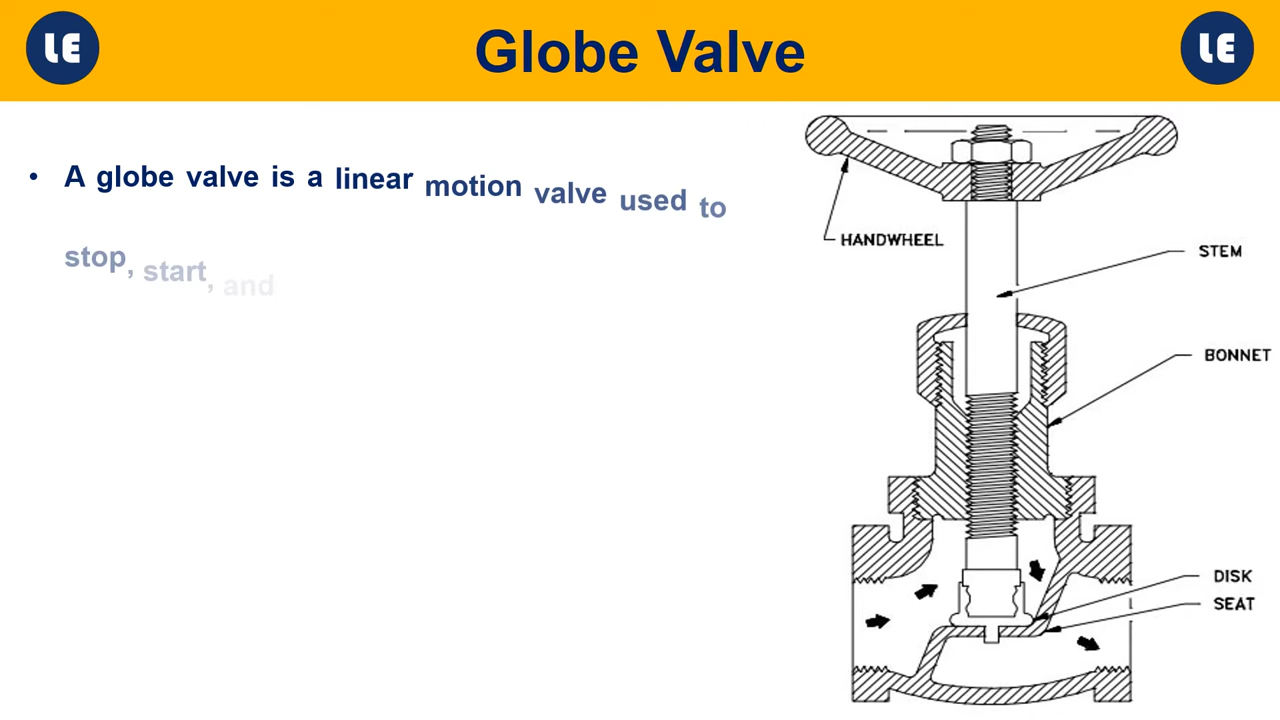 LE
Globe Valve
LE
• A globe valve is a linear motion valve used to
stop, start, and
HANDWHEEL
STEM
BONNET
DISK
SEAT